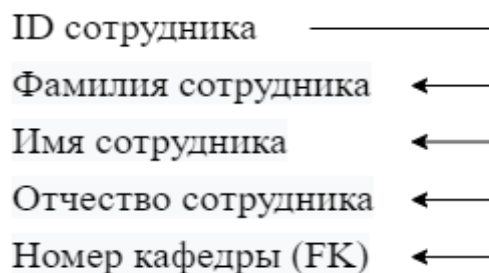 ID сотрудника
Фамилия сотрудника
Имя сотрудника
Отчество сотрудника
Номер кафедры (FK)